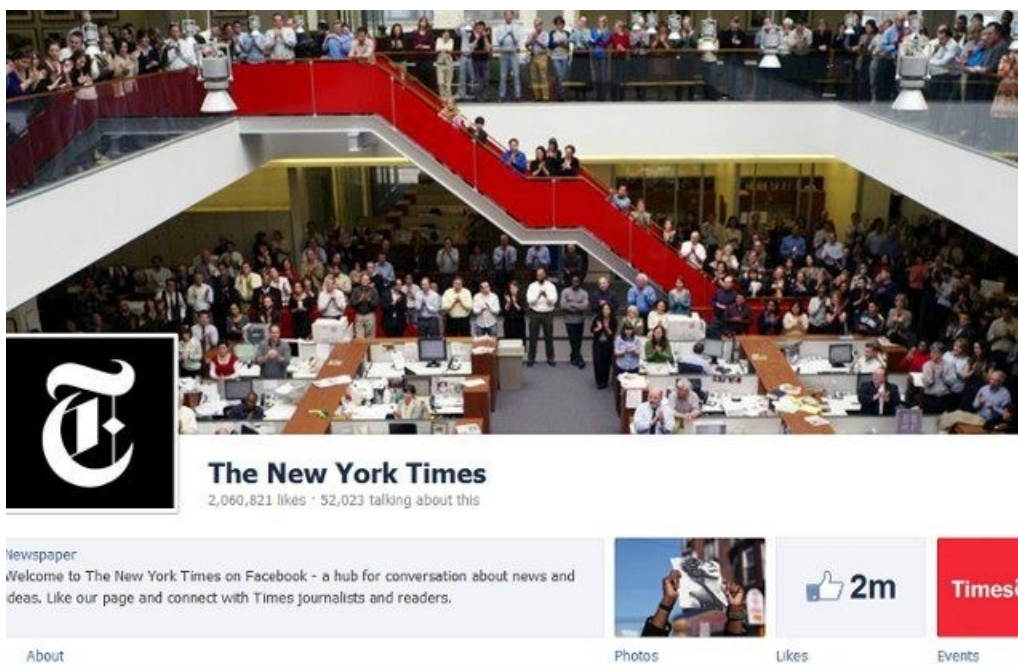 The New York Times
2,060,821 likes · 52,023 talking about this
Newspaper
Welcome to The New York Times on Facebook - a hub for conversation about news and
ideas. Like our page and connect with Times journalists and readers.
2m
Times
About
Photos
Likes
Events